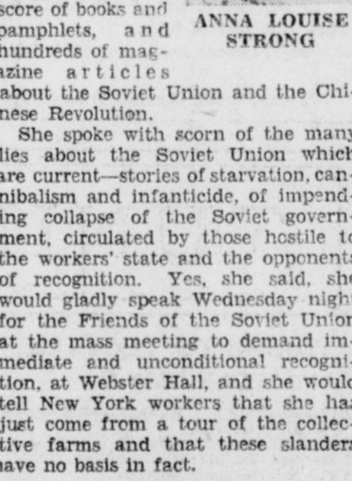 score of books and
pamphlets, and
hundreds of mag-
azine articles
ANNA LOUISE
STRONG
about the Soviet Union and the Chi-
nese Revolution.
She spoke with scorn of the many
lies about the Soviet Union which
are current—stories of starvation, can-
nibalism and infanticide, of impend-
ing collapse of the Soviet govern-
ment, circulated by those hostile to
the workers' state and the opponents
of recognition. Yes, she said, she
would gladly speak Wednesday night
for the Friends of the Soviet Union
at the mass meeting to demand im-
mediate and unconditional recogni-
tion, at Webster Hall, and she would
tell New York workers that she has
just come from a tour of the collec-
tive farms and that these slanders
have no basis in fact.